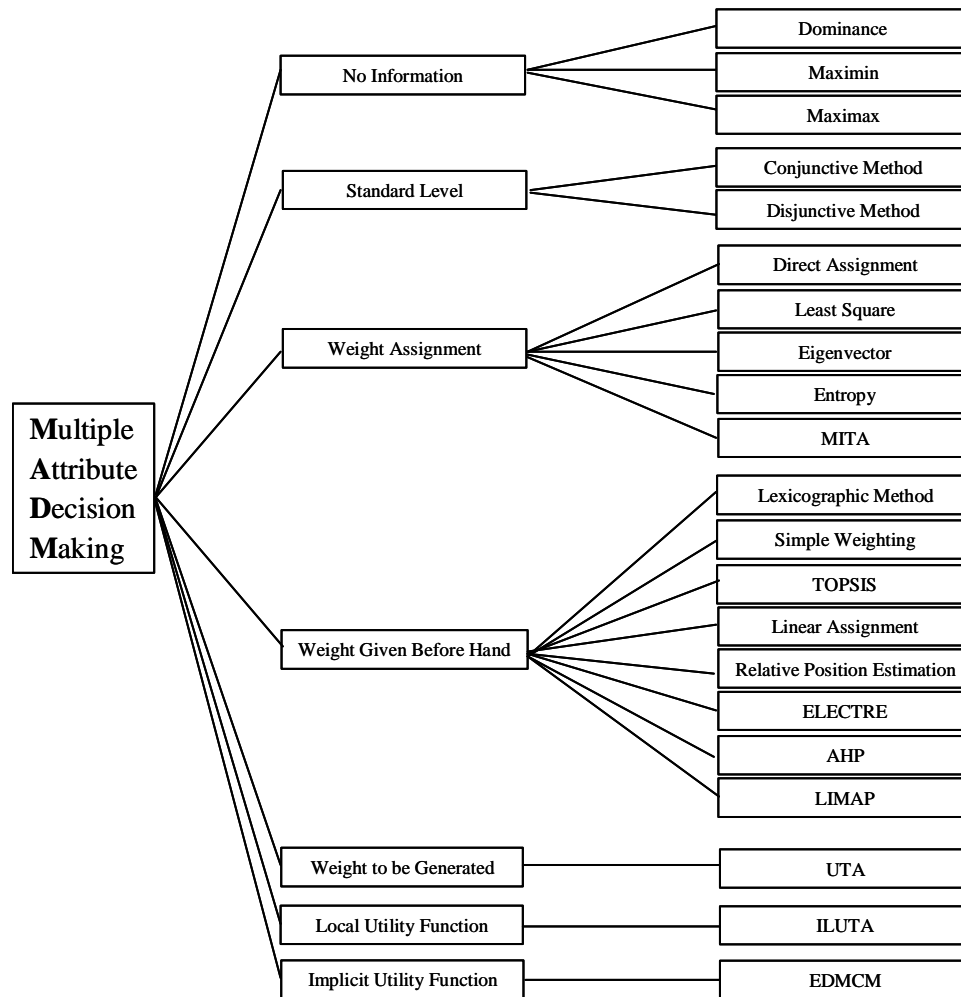 Multiple
Attribute
Decision
Making
No Information
Dominance
Maximin
Maximax
Standard Level
Conjunctive Method
Disjunctive Method
Weight Assignment
Direct Assignment
Least Square
Eigenvector
Entropy
MITA
Weight Given Before Hand
Lexicographic Method
Simple Weighting
TOPSIS
Linear Assignment
Relative Position Estimation
ELECTRE
AHP
LIMAP
Weight to be Generated
UTA
Local Utility Function
ILUTA
Implicit Utility Function
EDMCM